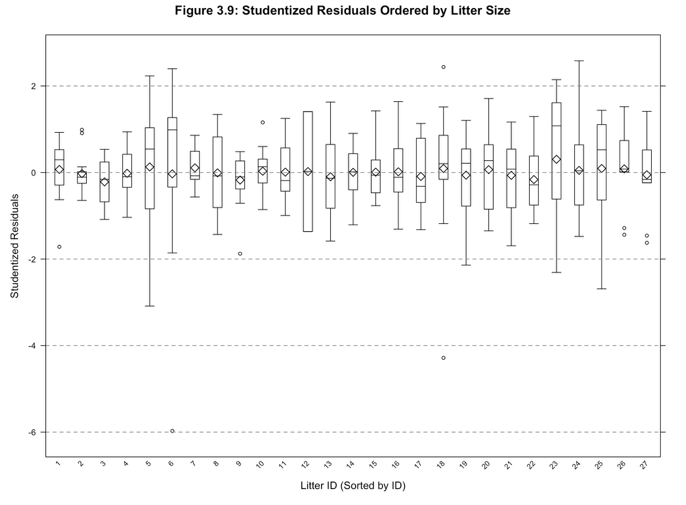 Figure 3.9: Studentized Residuals Ordered by Litter Size
Studentized Residuals
2
0
-2
-4
-6
1 2 3 4 5 6 7 8 9 10 11 12 13 14 15 16 17 18 19 20 21 22 23 24 25 26 27
Litter ID (Sorted by ID)